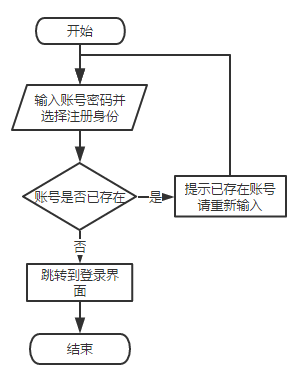 开始
输入账号密码并
选择注册身份
账号是否已存在
是
提示已存在账号
请重新输入
否
跳转到登录界
面
结束